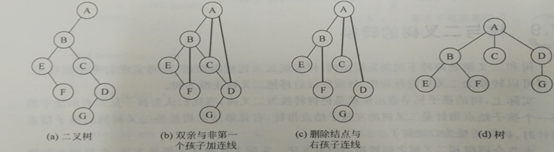 A
B
E C
F D
G
(a) 二叉树
A
B
E C
F D
G
(b) 双亲与非第一
个孩子加连线
A
B
E C
F D
G
(c) 删除结点与
右孩子连线
A
B C D
E F G
(d) 树